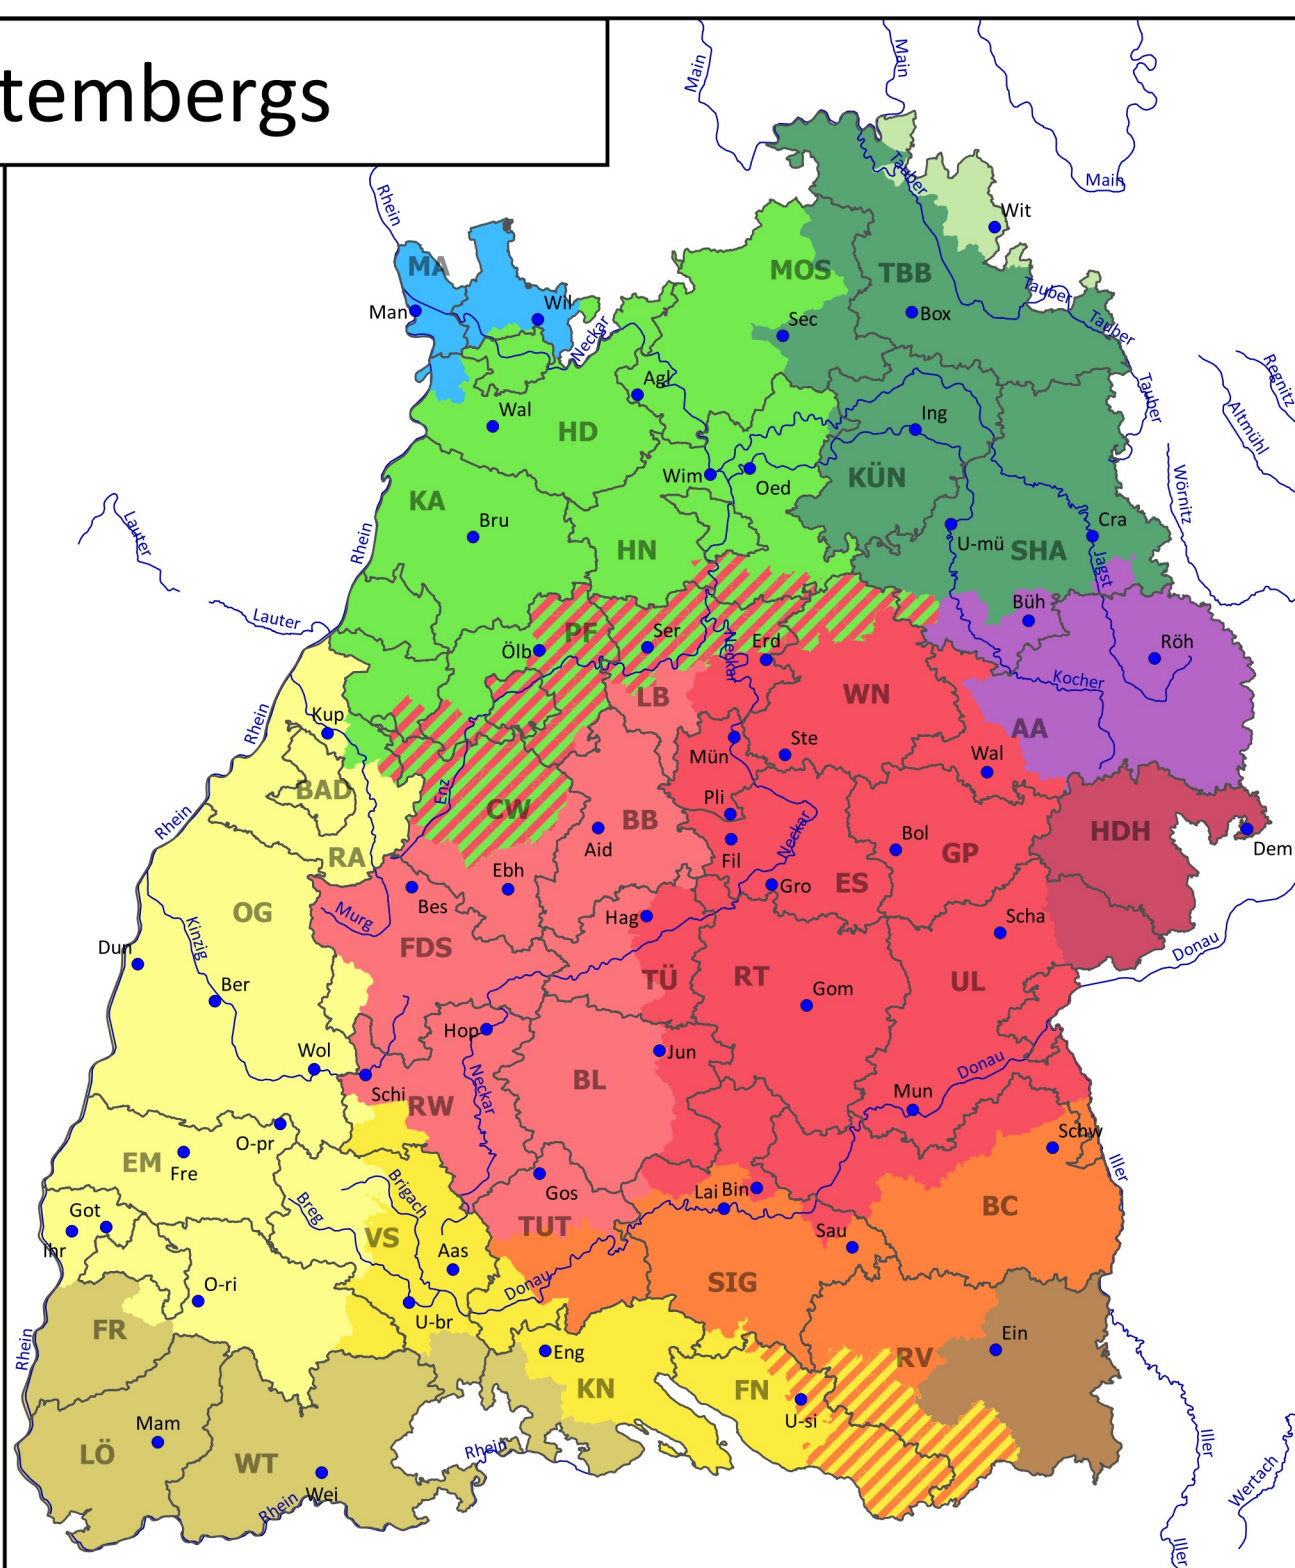 tembergs
Main
Main
Main
Rhein
Tauber
Wit
MA
MOS
TBB
Tauber
Man
Wil
Neckar
Sec
Box
Tauber
Regnitz
Agl
Tauber
Altmühl
Wal
HD
Ing
Wim
Oed
KÜN
Wörnitz
KA
Bru
Cra
Lauter
Rhein
HN
U-mü
SHA
Jagst
Büh
Lauter
PF
Ser
Erd
Neckar
Röh
Ölb
LB
WN
Kocher
Rhein
Kup
AA
Mün
Ste
Wal
BAD
Enz
CW
Pli
Rhein
BB
Aid
Neckar
Bol
HDH
Fil
GP
Dem
RA
Ebh
ES
Gro
OG
Murg
Bes
Hag
Scha
Kinzig
FDS
Donau
Dun
TÜ
RT
UL
Ber
Gom
Hop
Wol
Jun
Donau
Schi
Neckar
BL
Mun
RW
O-pr
Schw
EM
Fre
Iller
Brigach
Gos
Lai
Bin
BC
Got
Breg
TUT
Ihr
VS
Aas
Sau
O-ri
Donau
SIG
FR
U-br
Rhein
Eng
Ein
RV
KN
FN
U-si
Mam
LÖ
WT
Rhein
Iller
Wei
Rhein
Wertach
Iller